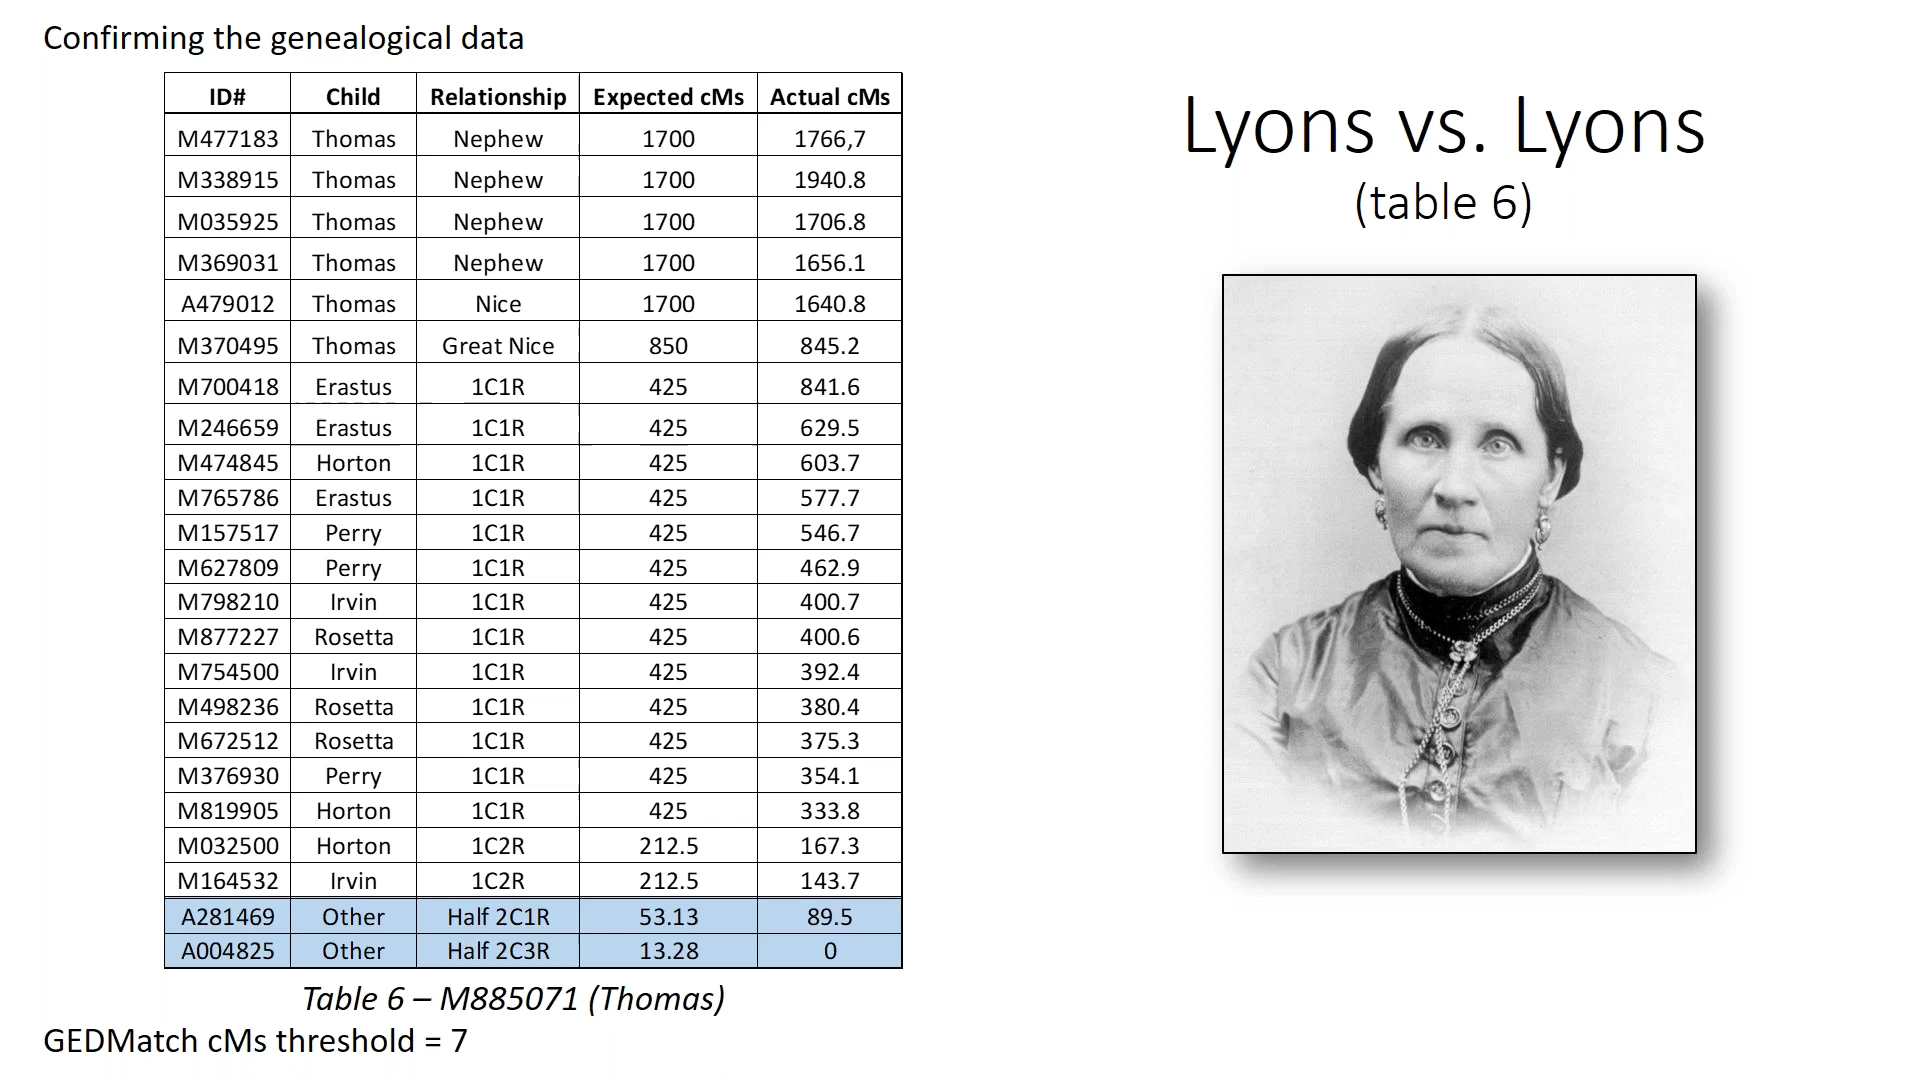 Confirming the genealogical data
ID# Child Relationship Expected cMs Actual cMs
M477183 Thomas Nephew 1700 1766,7
M338915 Thomas Nephew 1700 1940.8
M035925 Thomas Nephew 1700 1706.8
M369031 Thomas Nephew 1700 1656.1
A479012 Thomas Nice 1700 1640.8
M370495 Thomas Great Nice 850 845.2
M700418 Erastus 1C1R 425 841.6
M246659 Erastus 1C1R 425 629.5
M474845 Horton 1C1R 425 603.7
M765786 Erastus 1C1R 425 577.7
M157517 Perry 1C1R 425 546.7
M627809 Perry 1C1R 425 462.9
M798210 Irvin 1C1R 425 400.7
M877227 Rosetta 1C1R 425 400.6
M754500 Irvin 1C1R 425 392.4
M498236 Rosetta 1C1R 425 380.4
M672512 Rosetta 1C1R 425 375.3
M376930 Perry 1C1R 425 354.1
M819905 Horton 1C1R 425 333.8
M032500 Horton 1C2R 212.5 167.3
M164532 Irvin 1C2R 212.5 143.7
A281469 Other Half 2C1R 53.13 89.5
A004825 Other Half 2C3R 13.28 0
Table 6 – M885071 (Thomas)
GEDMatch cMs threshold = 7
Lyons vs. Lyons
(table 6)